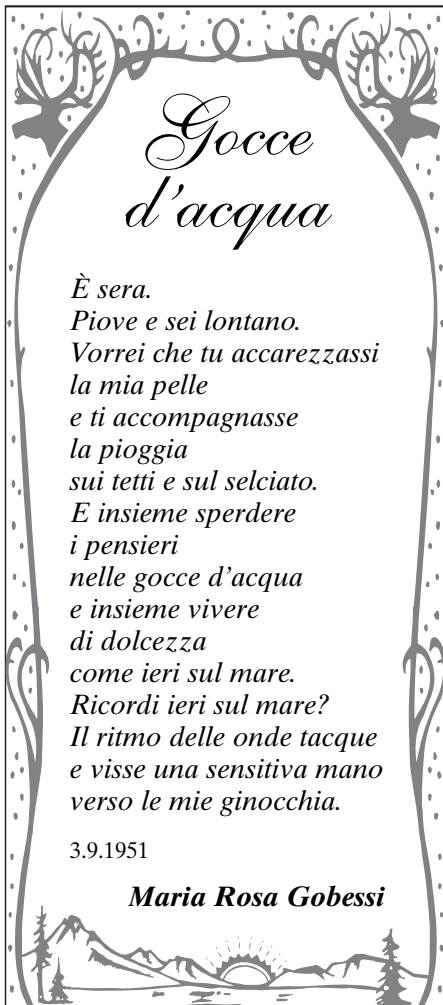 Gocce
d'acqua
È sera.
Piove e sei lontano.
Vorrei che tu accarezzassi
la mia pelle
e ti accompagnasse
la pioggia
sui tetti e sul selciato.
E insieme sperdere
i pensieri
nelle gocce d'acqua
e insieme vivere
di dolcezza
come ieri sul mare.
Ricordi ieri sul mare?
Il ritmo delle onde tacque
e visse una sensitiva mano
verso le mie ginocchia.
3.9.1951
Maria Rosa Gobessi